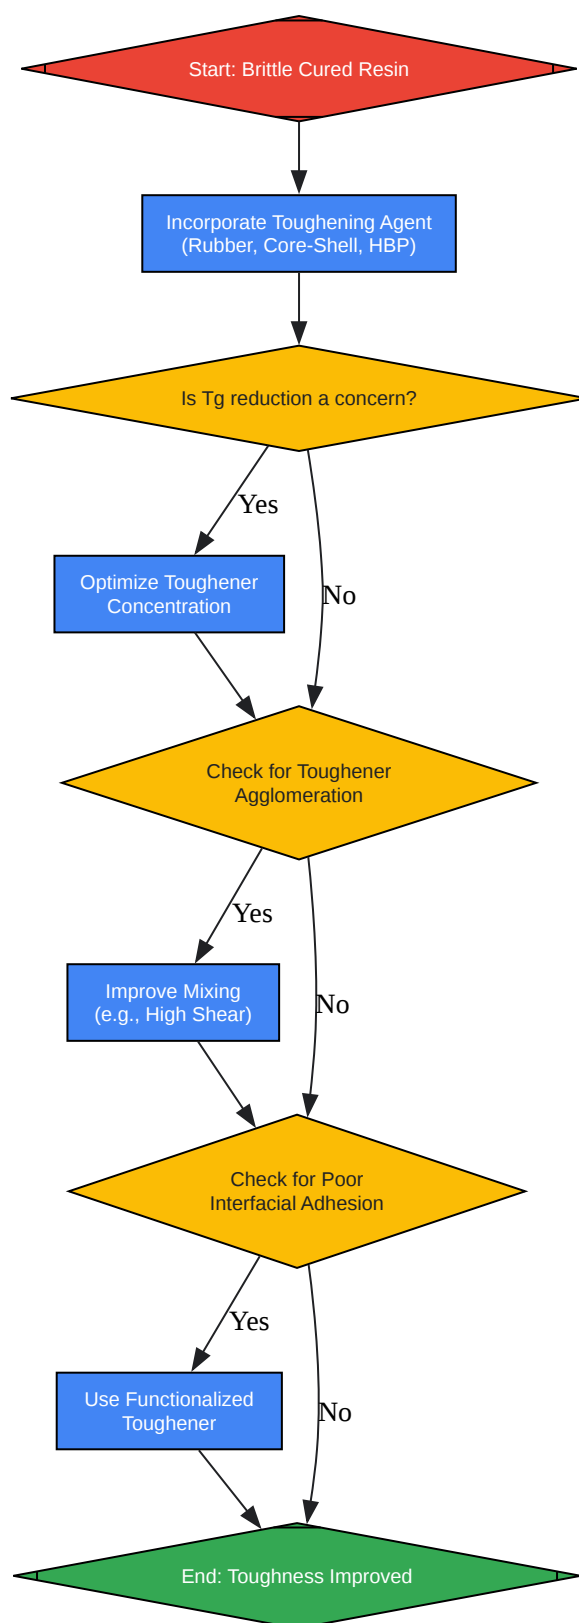 Start: Brittle Cured Resin
Incorporate Toughening Agent
(Rubber, Core-Shell, HBP)
Is Tg reduction a concern?
Yes
Optimize Toughener
Concentration
No
Check for Toughener
Agglomeration
Yes
Improve Mixing
(e.g., High Shear)
No
Check for Poor
Interfacial Adhesion
Yes
Use Functionalized
Toughener
No
End: Toughness Improved